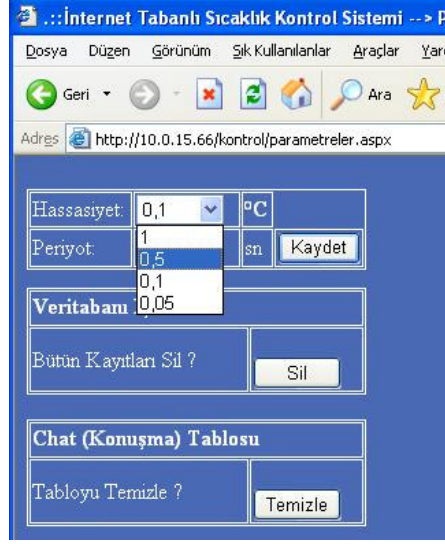 .::İnternet Tabanlı Sıcaklık Kontrol Sistemi --> P
Dosya Düzen Görünüm Sık Kullanılanlar Araçlar Yar
Geri Ara
Adres http://10.0.15.66/kontrol/parametreler.aspx
Hassasiyet: 0,1 °C
1
Periyot: sn Kaydet
0,5
0,1
0,05
Veritabanı
Bütün Kayıtları Sil ?
Sil
Chat (Konuşma) Tablosu
Tabloyu Temizle ?
Temizle